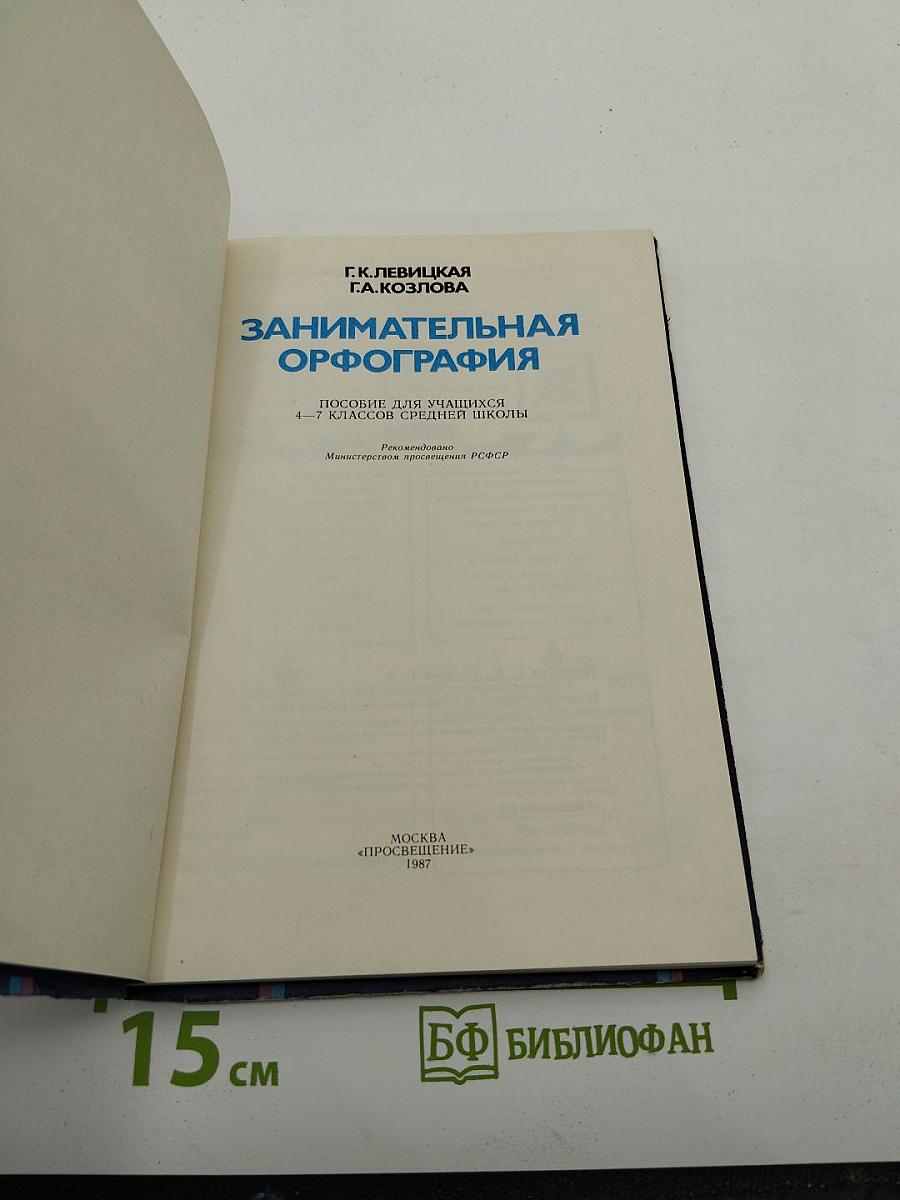 Г. К. ЛЕВИЦКАЯ
Г. А. КОЗЛОВА
ЗАНИМАТЕЛЬНАЯ
ОРФОГРАФИЯ
ПОСОБИЕ ДЛЯ УЧАЩИХСЯ
4—7 КЛАССОВ СРЕДНЕЙ ШКОЛЫ
Рекомендовано
Министерством просвещения РСФСР
МОСКВА
«ПРОСВЕЩЕНИЕ»
1987
15 см
БФ БИБЛИОФАН